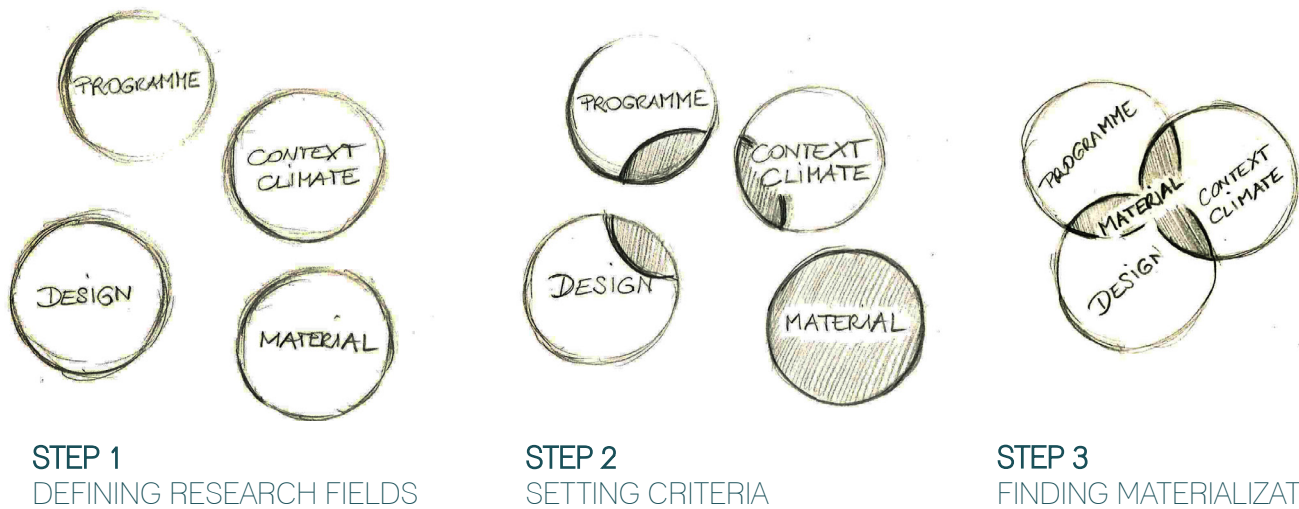 PROGRAMME
CONTEXT
CLIMATE
DESIGN
MATERIAL
STEP 1
DEFINING RESEARCH FIELDS
PROGRAMME
CONTEXT
CLIMATE
DESIGN
MATERIAL
STEP 2
SETTING CRITERIA
PROGRAMME
CONTEXT
CLIMATE
MATERIAL
DESIGN
STEP 3
FINDING MATERIALIZAT